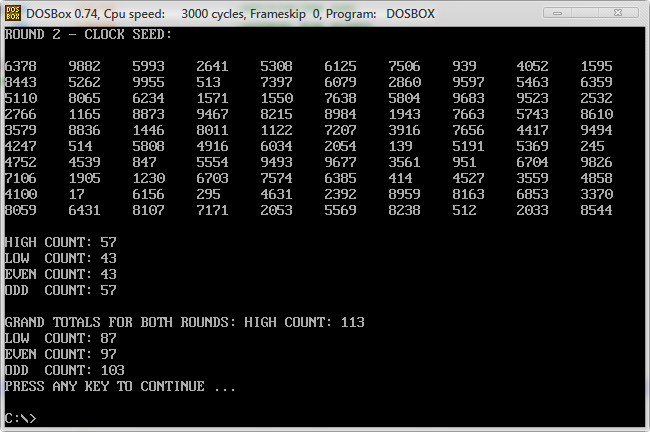 DOSBox 0.74, Cpu speed: 3000 cycles, Frameskip 0, Program: DOSBOX
ROUND 2 - CLOCK SEED:
6378 9882 5993 2641 5308 6125 7506 939 4052 1595
8443 5262 9955 513 7397 6079 2860 9597 5463 6359
5110 8065 6234 1571 1550 7638 5804 9683 9523 2532
2766 1165 8873 9467 8215 8984 1943 7663 5743 8610
3579 8836 1446 8011 1122 7207 3916 7656 4417 9494
4247 514 5808 4916 6034 2054 139 5191 5369 245
4752 4539 847 5554 9493 9677 3561 951 6704 9826
7106 1905 1230 6703 7574 6385 414 4527 3559 4858
4100 17 6156 295 4631 2392 8959 8163 6853 3370
8059 6431 8107 7171 2053 5569 8238 512 2033 8544
HIGH COUNT: 57
LOW  COUNT: 43
EVEN COUNT: 43
ODD  COUNT: 57
GRAND TOTALS FOR BOTH ROUNDS: HIGH COUNT: 113
LOW  COUNT: 87
EVEN COUNT: 97
ODD  COUNT: 103
PRESS ANY KEY TO CONTINUE ...
C:\>